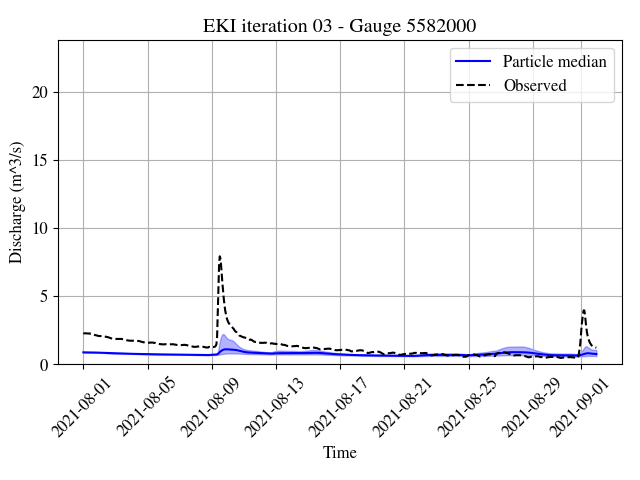 EKI iteration 03 - Gauge 5582000
Particle median
Observed
Discharge (m^3/s)
20
15
10
5
0
2021-08-01
2021-08-05
2021-08-09
2021-08-13
2021-08-17
2021-08-21
2021-08-25
2021-08-29
2021-09-01
Time